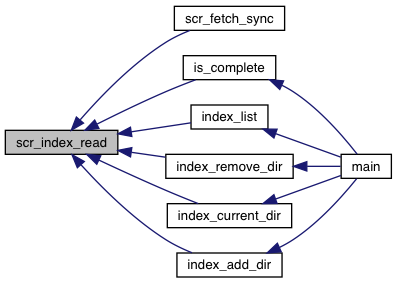 scr_fetch_sync
is_complete
index_list
scr_index_read
index_remove_dir
main
index_current_dir
index_add_dir